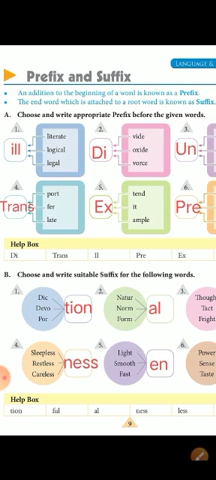 LANGUAGE &
Prefix and Suffix
An addition to the beginning of a word is known as a Prefix.
The end word which is attached to a root word is known as Suffix.
A. Choose and write appropriate Prefix before the given words.
1. 2. 3.
ill literate logical legal
Di vide oxide vorce
Un
4. 5. 6.
Trans port fer late
Ex tend it ample
Pre
Help Box
Di Trans Il Pre Ex
B. Choose and write suitable Suffix for the following words.
1. 2. 3.
Dic Devo Por tion
Natur Norm Form al
Though Tact Fright
4. 5. 6.
Sleepless Restless Careless ness
Light Smooth Fast en
Power Sense Taste
Help Box
tion ful al ness less
9